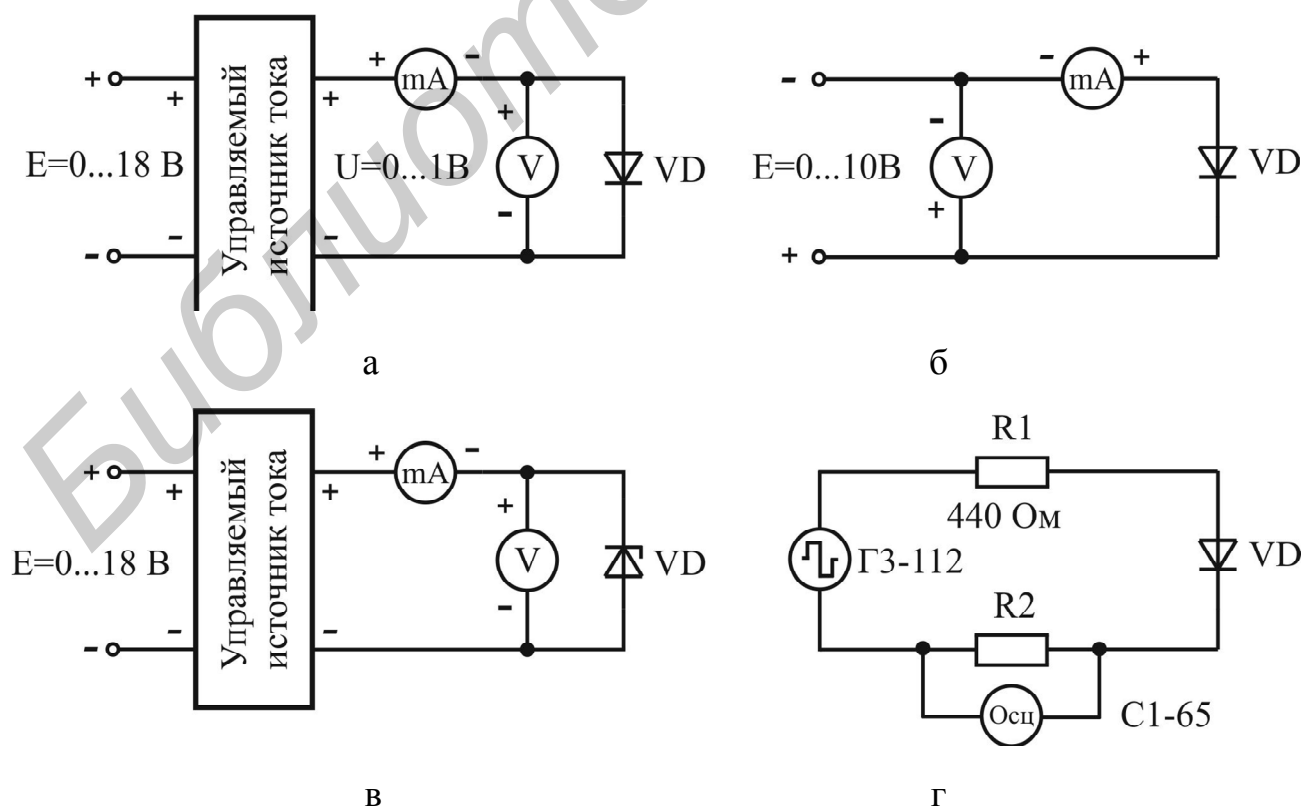 Библиот
Управляемый
источник тока
+
-
+
-
+
-
+
-
E=0...18 В
mA
+
-
U=0...1В
V
VD
а
-
+
E=0...10В
-
+
V
-
+
mA
VD
б
Управляемый
источник тока
+
-
+
-
+
-
E=0...18 В
+
-
mA
+
-
V
VD
в
R1
440 Ом
Г3-112
VD
R2
Осц
С1-65
г